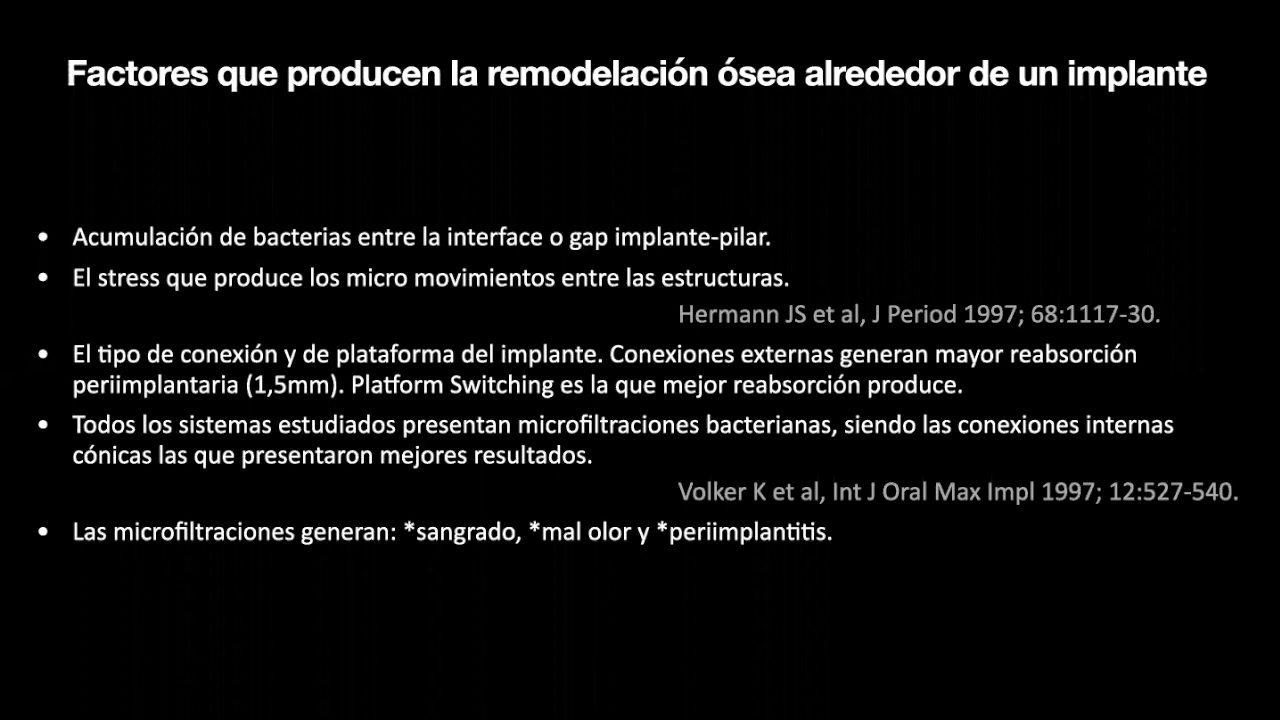 Factores que producen la remodelación ósea alrededor de un implante
• Acumulación de bacterias entre la interface o gap implante-pilar.
• El stress que produce los micro movimientos entre las estructuras.
Hermann JS et al, J Period 1997; 68:1117-30.
• El tipo de conexión y de plataforma del implante. Conexiones externas generan mayor reabsorción
periimplantaria (1,5mm). Platform Switching es la que mejor reabsorción produce.
• Todos los sistemas estudiados presentan microfiltraciones bacterianas, siendo las conexiones internas
cónicas las que presentaron mejores resultados.
Volker K et al, Int J Oral Max Impl 1997; 12:527-540.
• Las microfiltraciones generan: *sangrado, *mal olor y *periimplantitis.